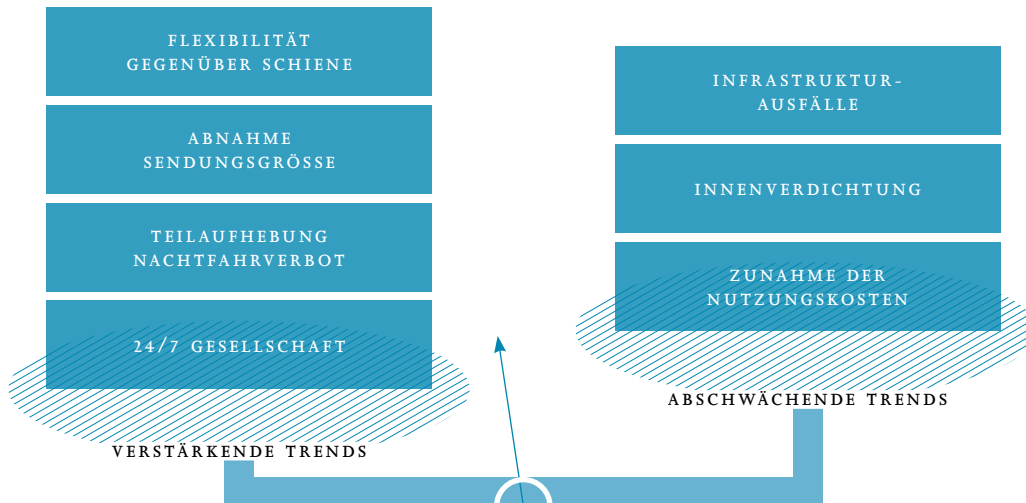 FLEXIBILITÄT
GEGENÜBER SCHIENE
ABNAHME
SENDUNGSGRÖSSE
TEILAUFHEBUNG
NACHTFAHRVERBOT
24/7 GESELLSCHAFT
VERSTÄRKENDE TRENDS
INFRASTRUKTUR-
AUSFÄLLE
INNENVERDICHTUNG
ZUNAHME DER
NUTZUNGSKOSTEN
ABSCHWÄCHENDE TRENDS